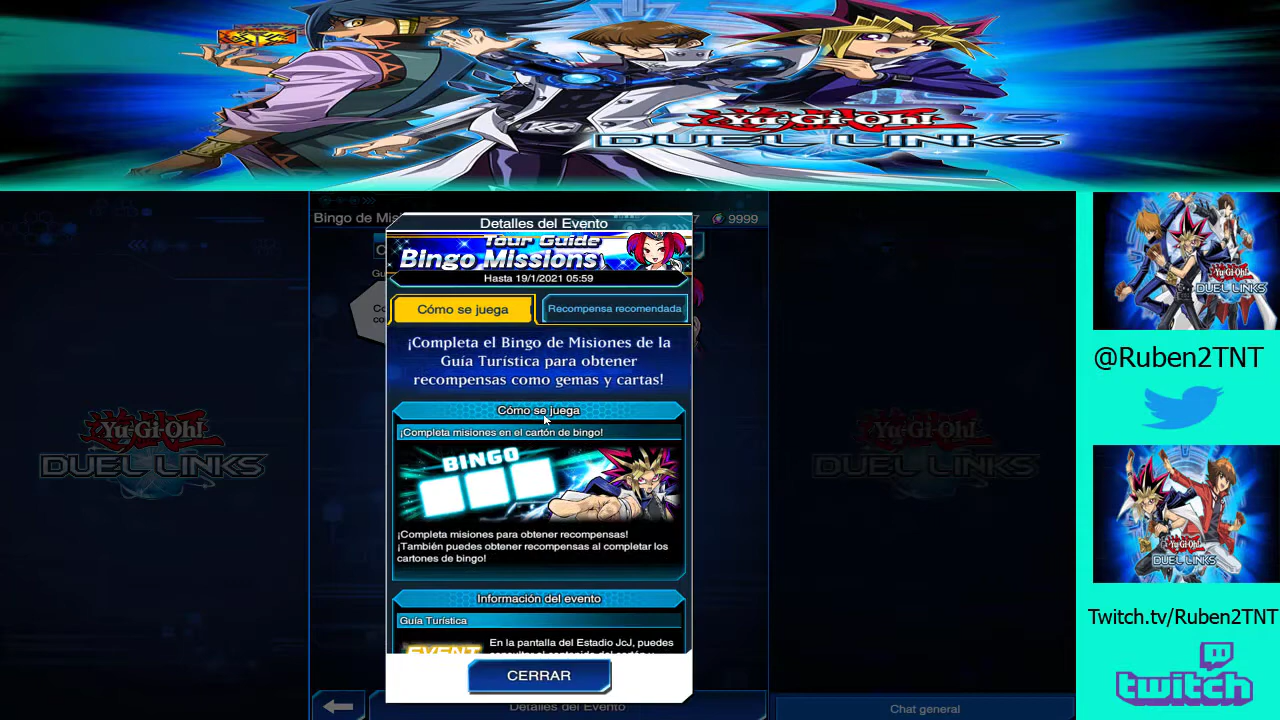 Yu-Gi-Oh!
DUEL LINKS
KC
Bingo de Mis
7
9999
Detalles del Evento
Tour Guide
Bingo Missions
Hasta 19/1/2021 05:59
Cómo se juega
Recompensa recomendada
¡Completa el Bingo de Misiones de la
Guía Turística para obtener
recompensas como gemas y cartas!
Cómo se juega
¡Completa misiones en el cartón de bingo!
BINGO
¡Completa misiones para obtener recompensas!
¡También puedes obtener recompensas al completar los
cartones de bingo!
Información del evento
Guía Turística
EVENT
En la pantalla del Estadio JcJ, puedes
CERRAR
Detalles del Evento
Chat general
Yu-Gi-Oh!
DUEL LINKS
Yu-Gi-Oh!
DUEL LINKS
Yu-Gi-Oh!
DUEL LINKS
@Ruben2TNT
Yu-Gi-Oh!
DUEL LINKS
Twitch.tv/Ruben2TNT
twitch